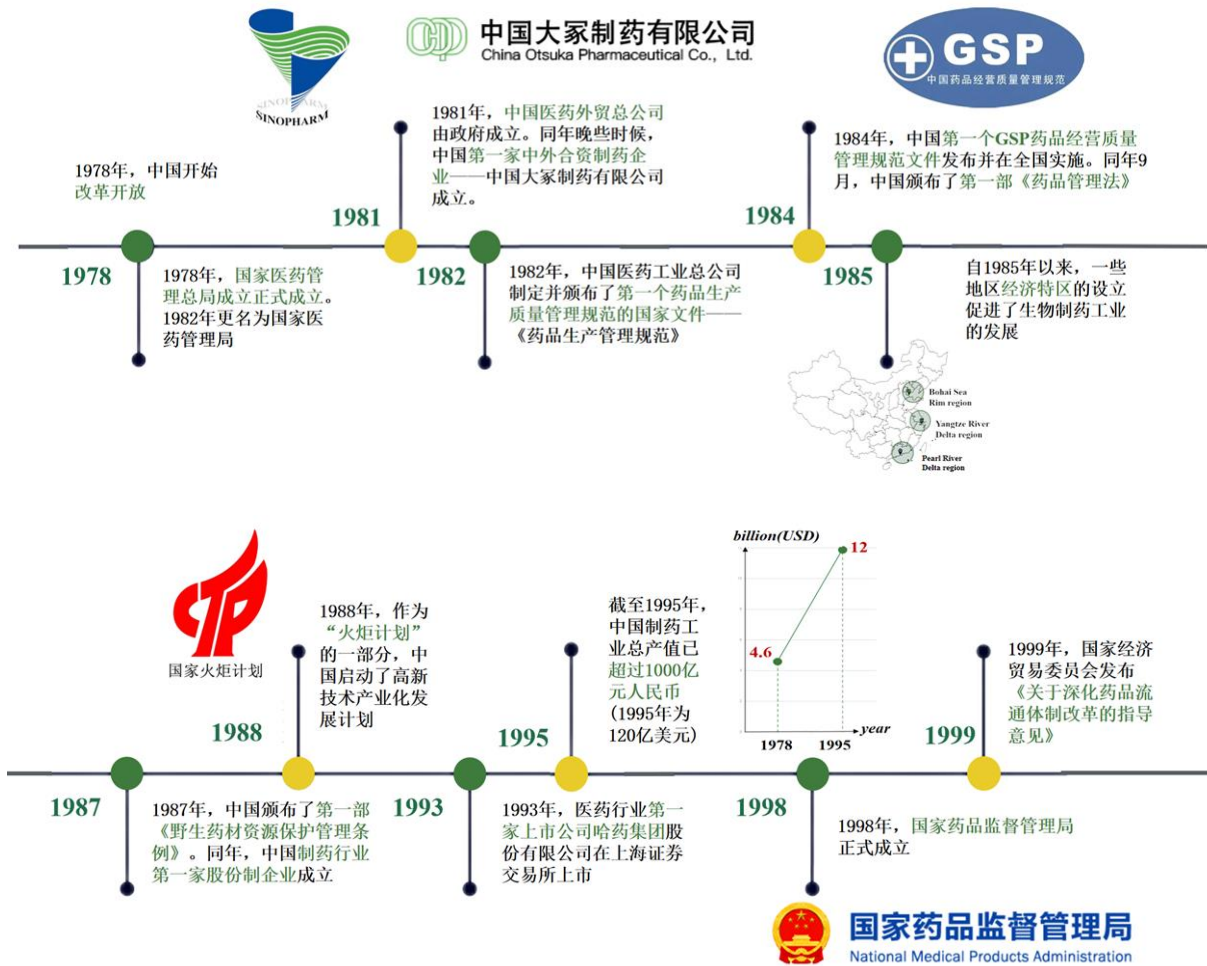 SINOPHARM
SINOPHARM
中国大冢制药有限公司
China Otsuka Pharmaceutical Co., Ltd.
GSP
中国药品经营质量管理规范
1978年，中国开始
改革开放
1981年，中国医药外贸总公司
由政府成立。同年晚些时候，
中国第一家中外合资制药企
业——中国大冢制药有限公司
成立。
1984年，中国第一个GSP药品经营质量
管理规范文件发布并在全国实施。同年9
月，中国颁布了第一部《药品管理法》
1981
1984
1978
1982
1985
1978年，国家医药管
理总局成立正式成立。
1982年更名为国家医
药管理局
1982年，中国医药工业总公司
制定并颁布了第一个药品生产
质量管理规范的国家文件——
《药品生产管理规范》
自1985年以来，一些
地区经济特区的设立
促进了生物制药工业
的发展
Bohai Sea
Rim region
Yangtze River
Delta region
Pearl River
Delta region
国家火炬计划
1988年，作为
“火炬计划”
的一部分，中
国启动了高新
技术产业化发
展计划
截至1995年，
中国制药工
业总产值已
超过1000亿
元人民币
(1995年为
120亿美元)
billion(USD)
12
4.6
year
1978
1995
1999年，国家经济
贸易委员会发布
《关于深化药品流
通体制改革的指导
意见》
1988
1995
1999
1987
1993
1998
1987年，中国颁布了第一部
《野生药材资源保护管理条
例》。同年，中国制药行业
第一家股份制企业成立
1993年，医药行业第一
家上市公司哈药集团股
份有限公司在上海证券
交易所上市
1998年，国家药品监督管理局
正式成立
国家药品监督管理局
National Medical Products Administration